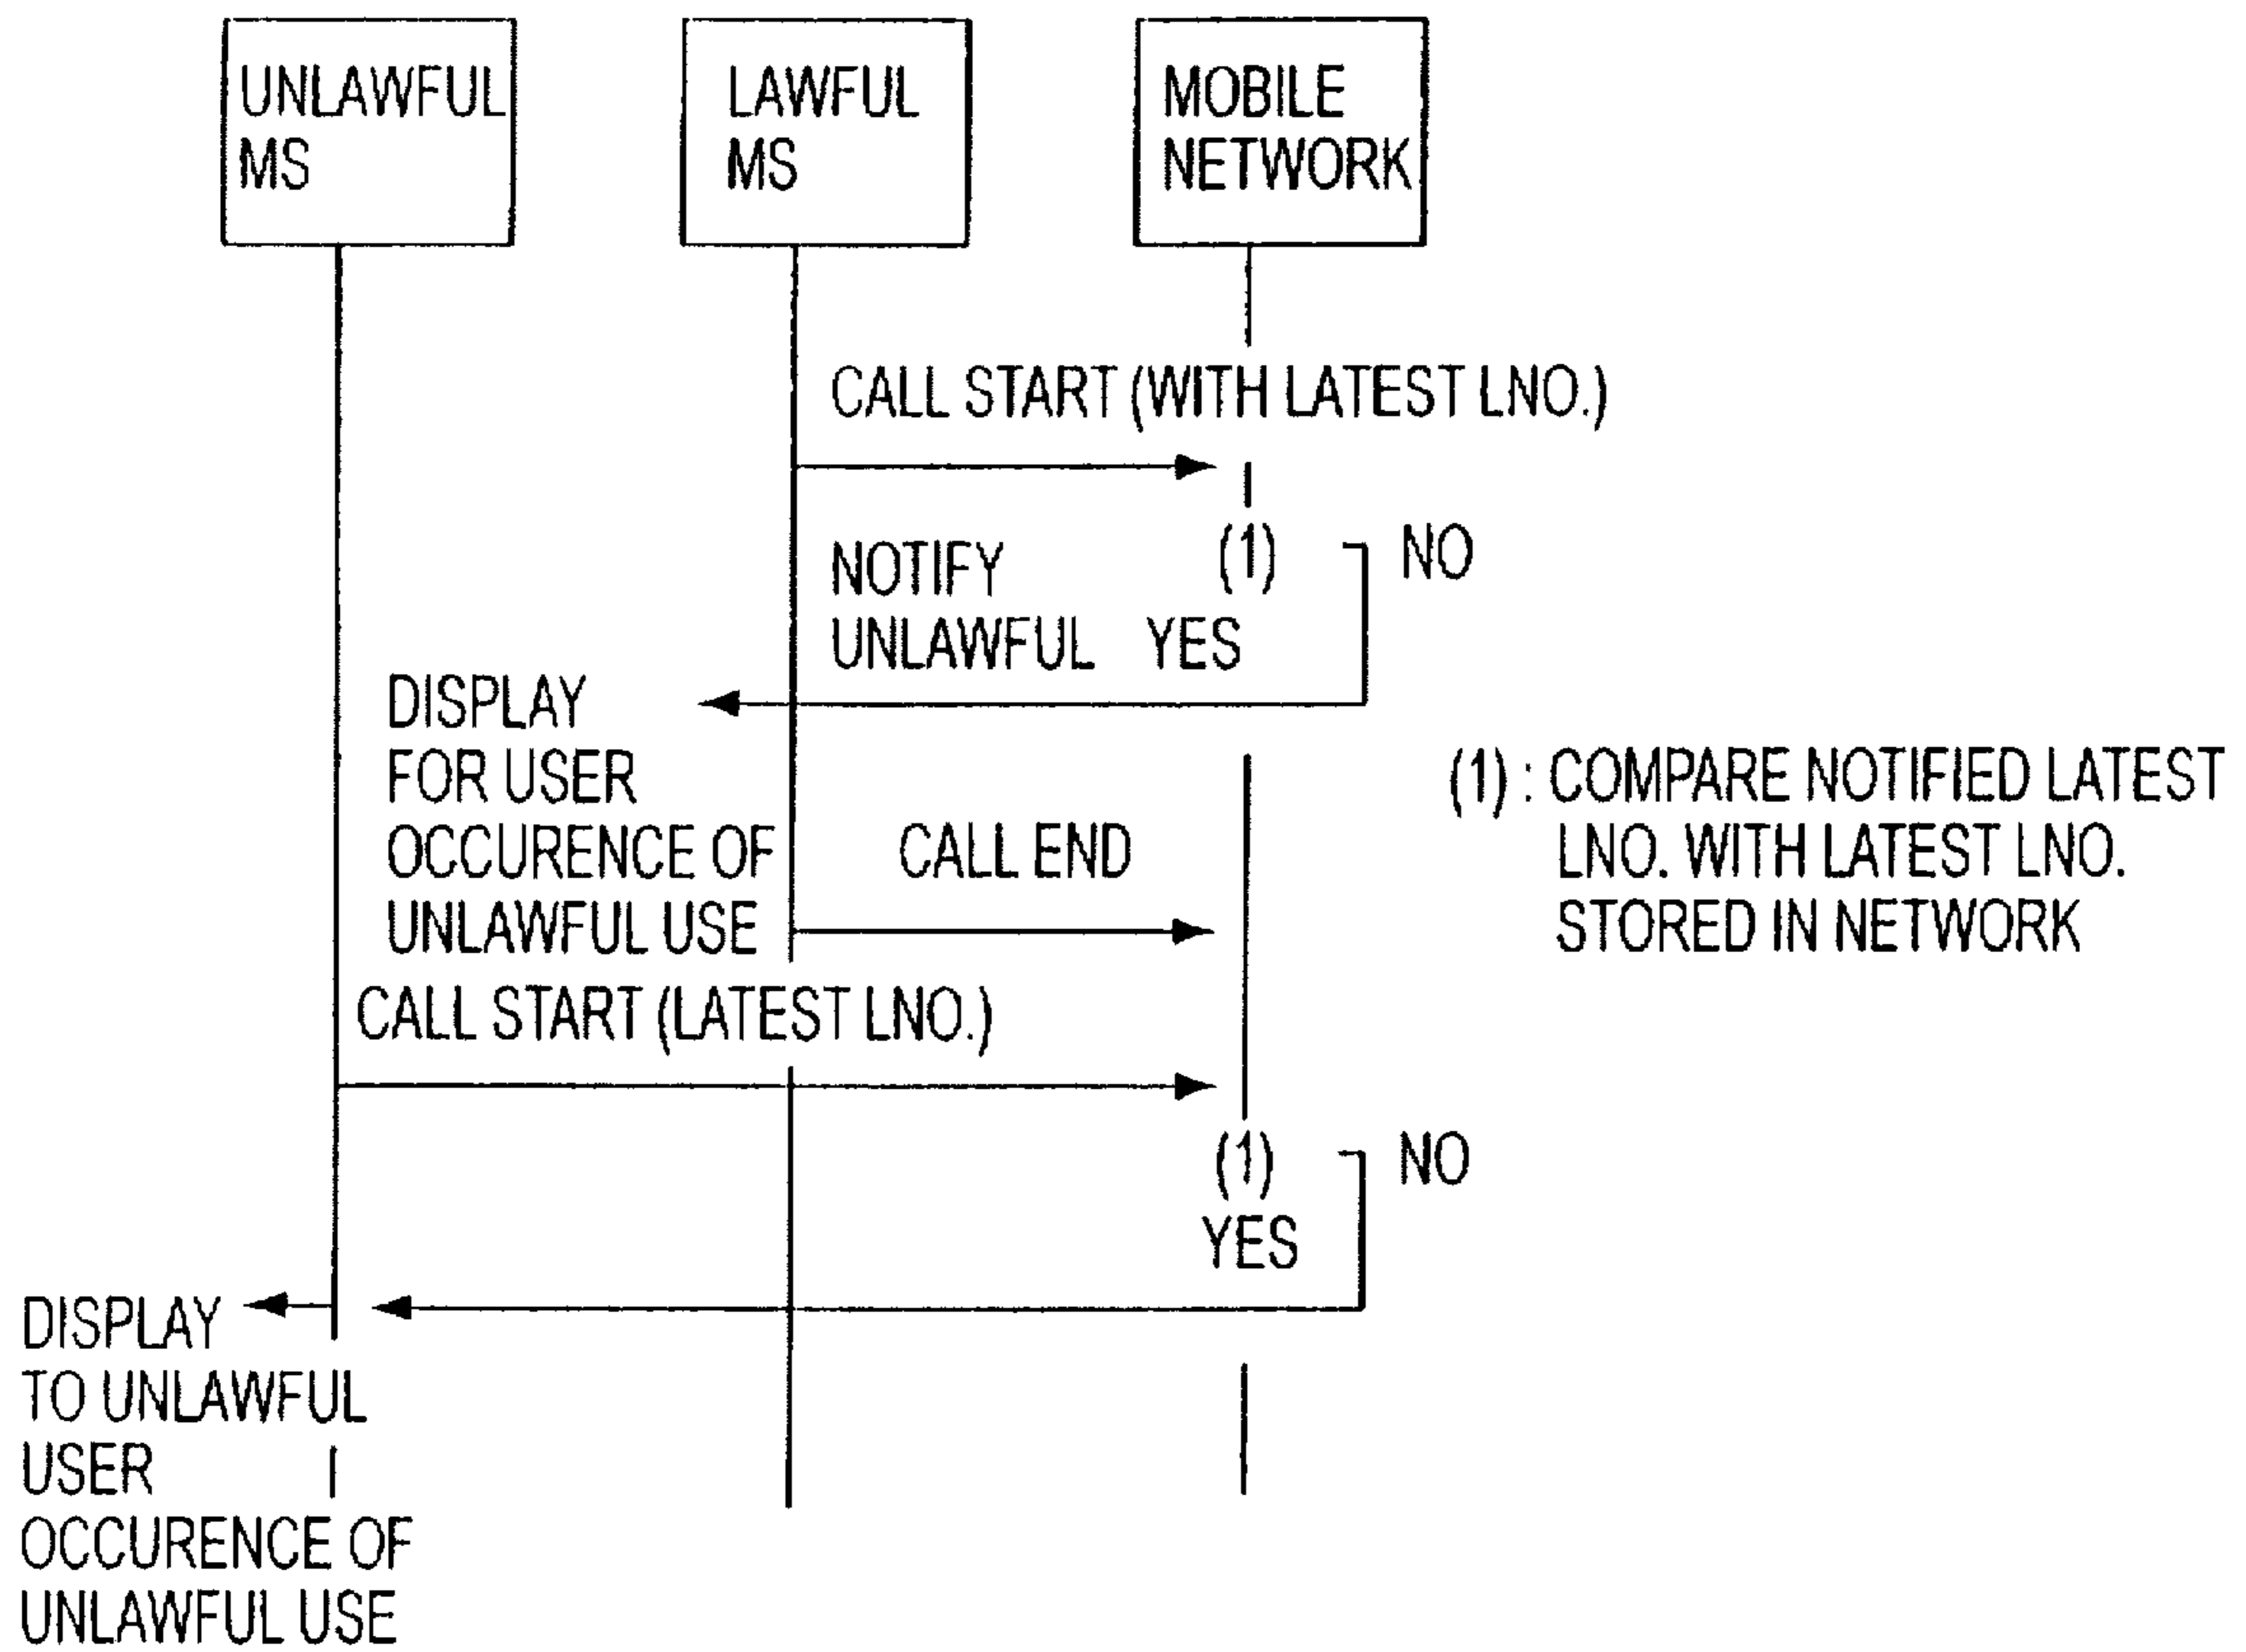 UNLAWFUL
MS
LAWFUL
MS
MOBILE
NETWORK
CALL START (WITH LATEST LNO.)
(1)
NO
NOTIFY
UNLAWFUL YES
DISPLAY
FOR USER
OCCURENCE OF
UNLAWFUL USE
CALL END
(1) : COMPARE NOTIFIED LATEST
LNO. WITH LATEST LNO.
STORED IN NETWORK
CALL START (LATEST LNO.)
(1)
NO
YES
DISPLAY
TO UNLAWFUL
USER
OCCURENCE OF
UNLAWFUL USE